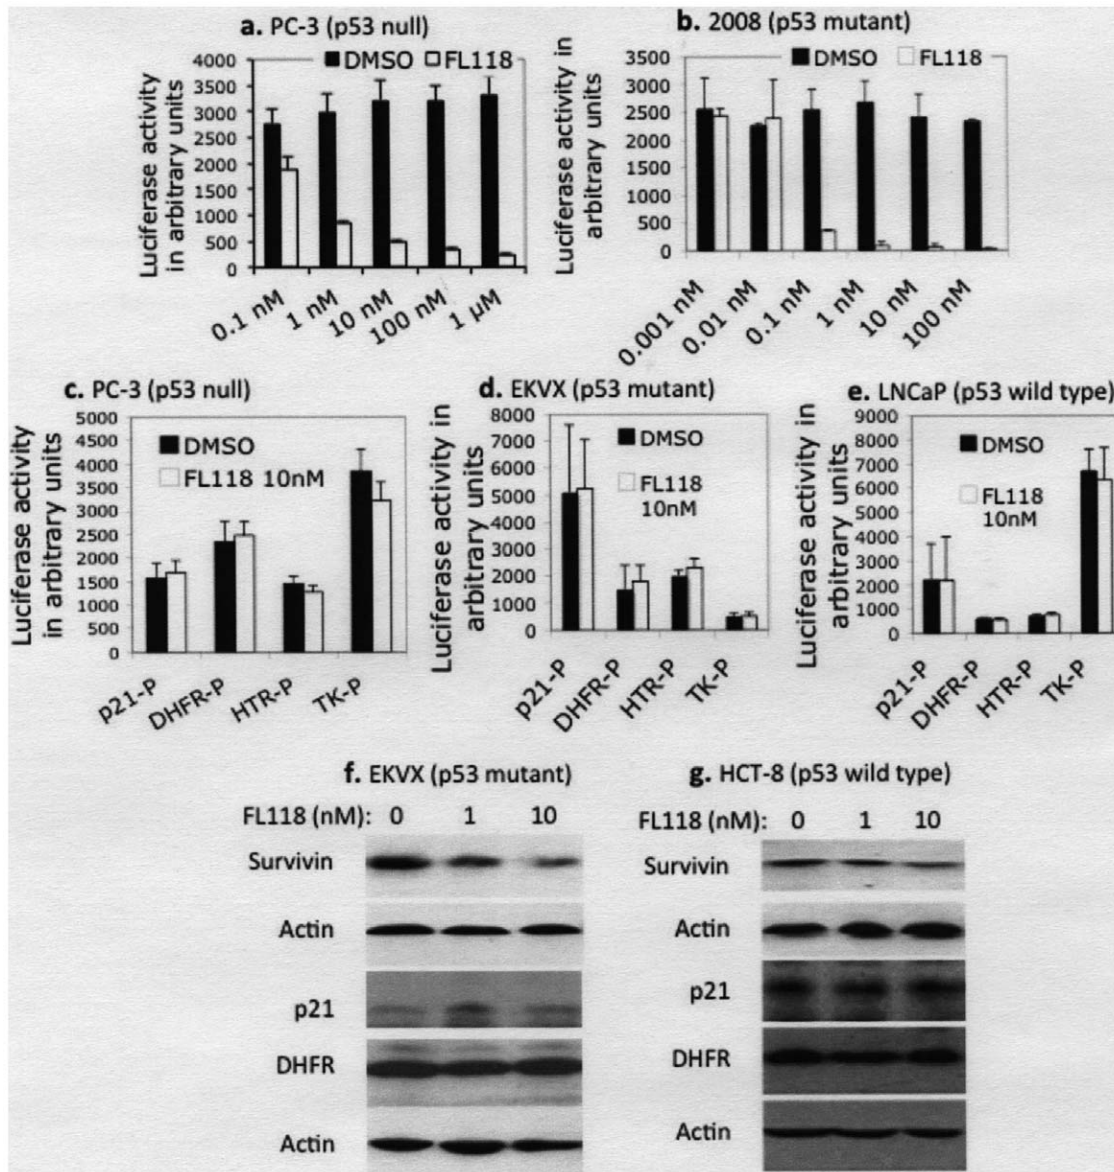 a. PC-3 (p53 null)
Luciferase activity
in arbitrary units
DMSO FL118
4000
3500
3000
2500
2000
1500
1000
500
0
0.1 nM 1 nM 10 nM 100 nM 1 µM
b. 2008 (p53 mutant)
Luciferase activity in
arbitrary units
DMSO FL118
3500
3000
2500
2000
1500
1000
500
0
0.001 nM 0.01 nM 0.1 nM 1 nM 10 nM 100 nM
c. PC-3 (p53 null)
Luciferase activity
in arbitrary units
5000
4500
4000
3500
3000
2500
2000
1500
1000
500
0
DMSO
FL118 10nM
p21-P DHFR-P HTR-P TK-P
d. EKVX (p53 mutant)
Luciferase activity in
arbitrary units
8000
7000
6000
5000
4000
3000
2000
1000
0
DMSO
FL118
10nM
p21-P DHFR-P HTR-P TK-P
e. LNCaP (p53 wild type)
Luciferase activity in
arbitrary units
9000
8000
7000
6000
5000
4000
3000
2000
1000
0
DMSO
FL118
10nM
p21-P DHFR-P HTR-P TK-P
f. EKVX (p53 mutant)
FL118 (nM): 0 1 10
Survivin
Actin
p21
DHFR
Actin
g. HCT-8 (p53 wild type)
FL118 (nM): 0 1 10
Survivin
Actin
p21
DHFR
Actin